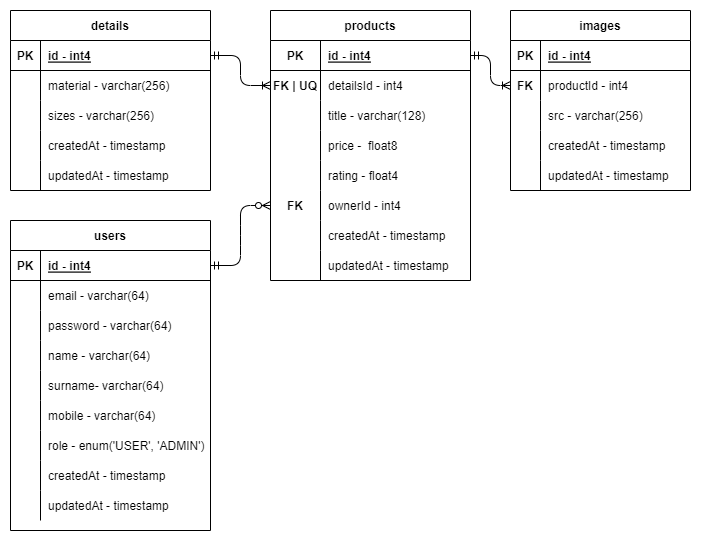 details
PK id - int4
material - varchar(256)
sizes - varchar(256)
createdAt - timestamp
updatedAt - timestamp
products
PK id - int4
FK | UQ detailsId - int4
title - varchar(128)
price -  float8
rating - float4
FK ownerId - int4
createdAt - timestamp
updatedAt - timestamp
images
PK id - int4
FK productId - int4
src - varchar(256)
createdAt - timestamp
updatedAt - timestamp
users
PK id - int4
email - varchar(64)
password - varchar(64)
name - varchar(64)
surname- varchar(64)
mobile - varchar(64)
role - enum('USER', 'ADMIN')
createdAt - timestamp
updatedAt - timestamp